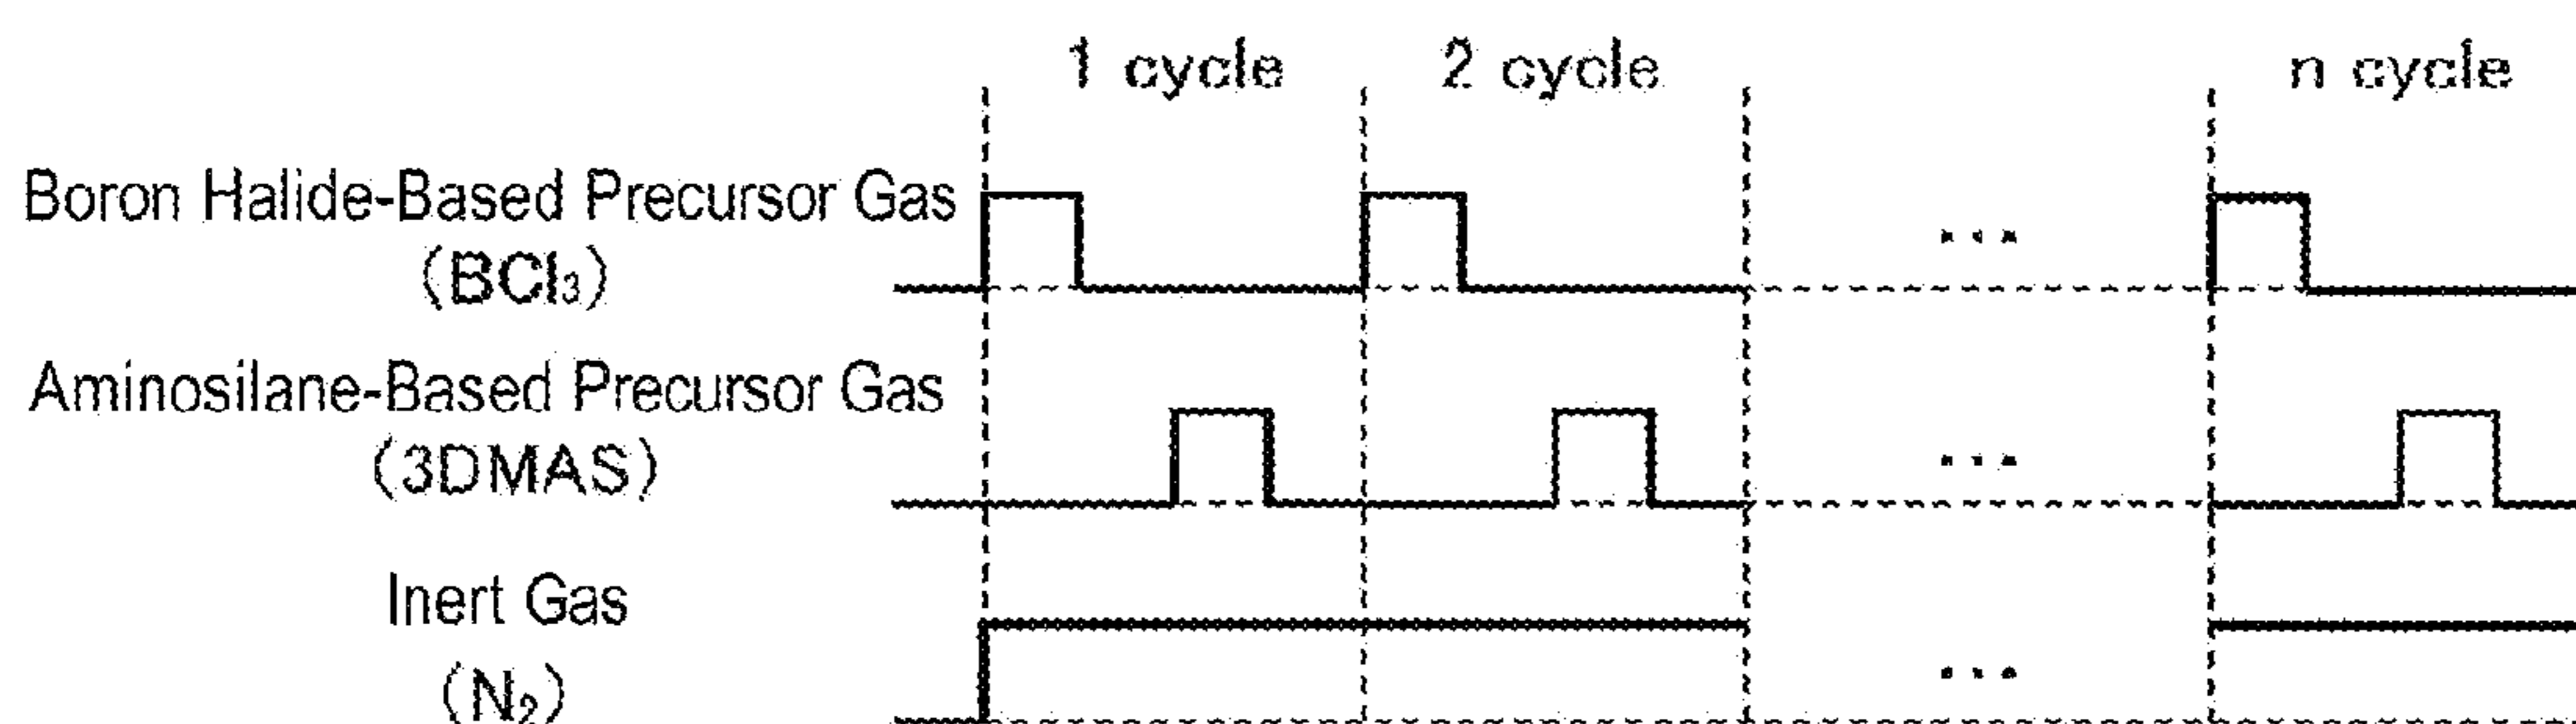 1 cycle 2 cycle n cycle
Boron Halide-Based Precursor Gas
(BCl₃)
...
Aminosilane-Based Precursor Gas
(3DMAS)
...
Inert Gas
(N₂)
...